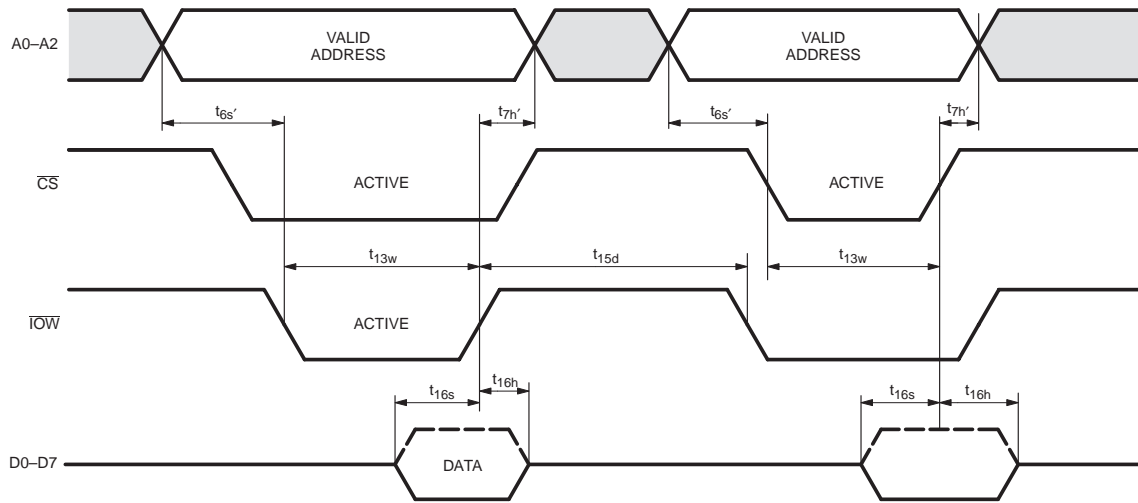 A0–A2
VALID
ADDRESS
VALID
ADDRESS
t6s′
t7h′
t6s′
t7h′
CS
ACTIVE
ACTIVE
t13w
t15d
t13w
IOW
ACTIVE
t16s
t16h
t16s
t16h
D0–D7
DATA